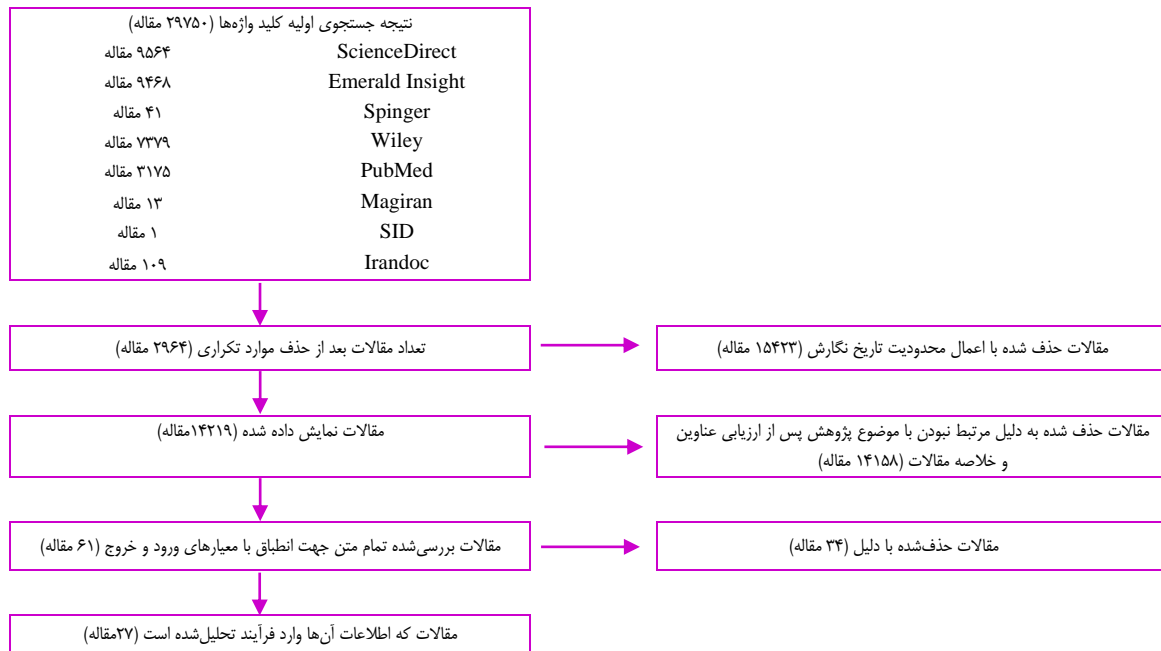 نتیجه جستجوی اولیه کلید واژه‌ها (۲۹۷۵۰ مقاله)
ScienceDirect ۹۵۶۴ مقاله
Emerald Insight ۹۴۶۸ مقاله
Spinger ۴۱ مقاله
Wiley ۷۳۷۹ مقاله
PubMed ۳۱۷۵ مقاله
Magiran ۱۳ مقاله
SID ۱ مقاله
Irandoc ۱۰۹ مقاله
تعداد مقالات بعد از حذف موارد تکراری (۲۹۶۴ مقاله)
مقالات حذف شده با اعمال محدودیت تاریخ نگارش (۱۵۴۲۳ مقاله)
مقالات نمایش داده شده (۱۴۲۱۹مقاله)
مقالات حذف شده به دلیل مرتبط نبودن با موضوع پژوهش پس از ارزیابی عناوین
و خلاصه مقالات (۱۴۱۵۸ مقاله)
مقالات بررسی‌شده تمام متن جهت انطباق با معیارهای ورود و خروج (۶۱ مقاله)
مقالات حذف‌شده با دلیل (۳۴ مقاله)
مقالات که اطلاعات آن‌ها وارد فرآیند تحلیل‌شده است (۲۷مقاله)